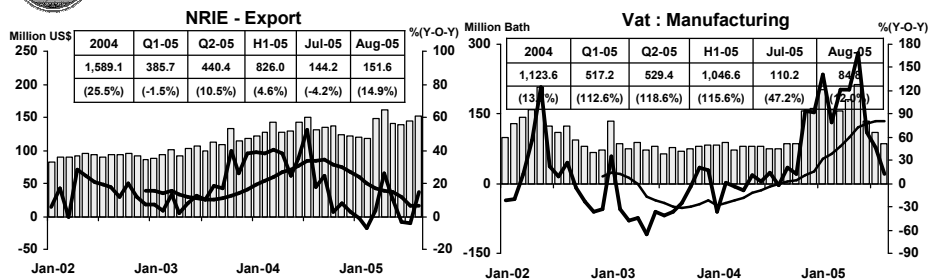 NRIE - Export
Million US$ %(Y-O-Y)
2004 Q1-05 Q2-05 H1-05 Jul-05 Aug-05
1,589.1 385.7 440.4 826.0 144.2 151.6
(25.5%) (-1.5%) (10.5%) (4.6%) (-4.2%) (14.9%)
250 100
200 80
150 60
100 40
50 20
0 0
-50 -20
Jan-02 Jan-03 Jan-04 Jan-05
Vat : Manufacturing
Million Bath %(Y-O-Y)
2004 Q1-05 Q2-05 H1-05 Jul-05 Aug-05
1,123.6 517.2 529.4 1,046.6 110.2
(112.6%) (118.6%) (115.6%) (47.2%)
300 180
150
120
150 90
60
30
0 0
-30
-60
-150 -90
Jan-02 Jan-03 Jan-04 Jan-05